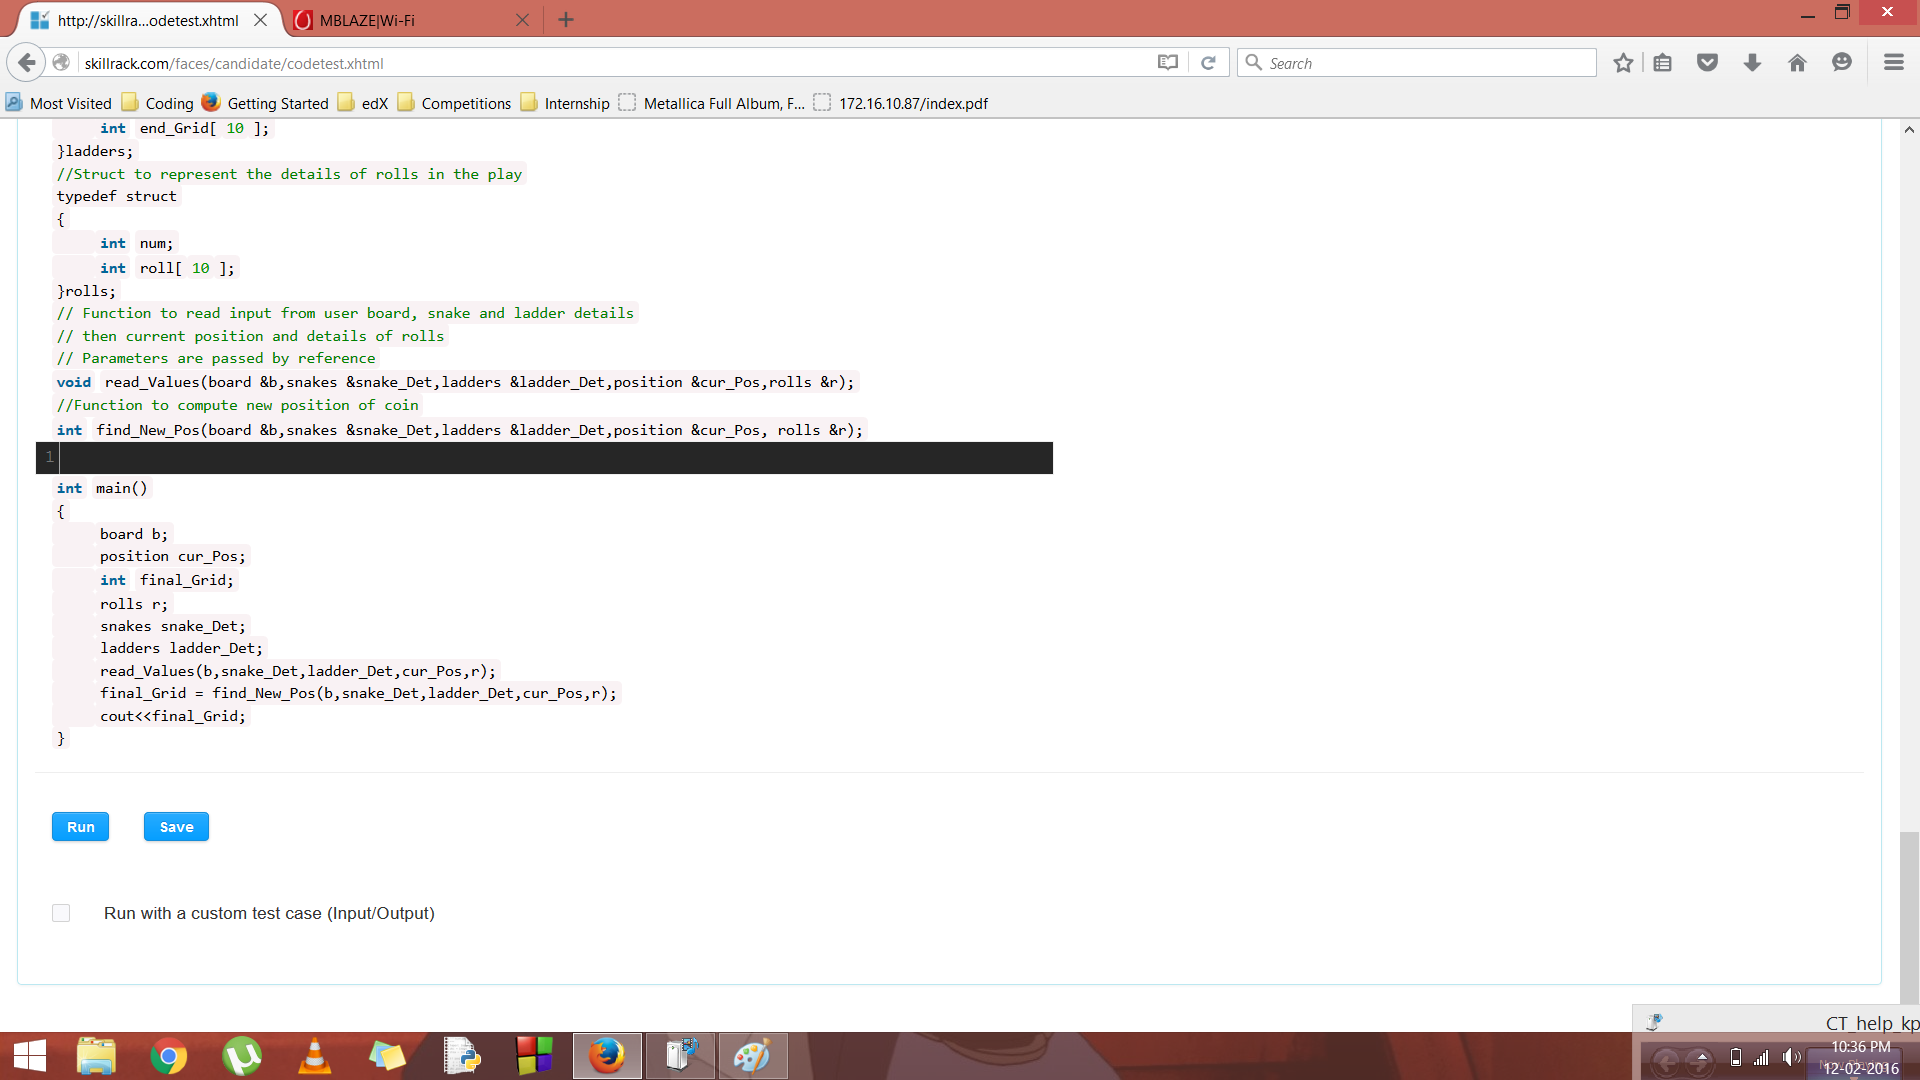 http://skillra...odetest.xhtml
MBLAZE|Wi-Fi
skillrack.com/faces/candidate/codetest.xhtml
Search
Most Visited Coding Getting Started edX Competitions Internship Metallica Full Album, F... 172.16.10.87/index.pdf
int end_Grid[ 10 ];
}ladders;
//Struct to represent the details of rolls in the play
typedef struct
{
int num;
int roll[ 10 ];
}rolls;
// Function to read input from user board, snake and ladder details
// then current position and details of rolls
// Parameters are passed by reference
void read_Values(board &b,snakes &snake_Det,ladders &ladder_Det,position &cur_Pos,rolls &r);
//Function to compute new position of coin
int find_New_Pos(board &b,snakes &snake_Det,ladders &ladder_Det,position &cur_Pos, rolls &r);
1
int main()
{
board b;
position cur_Pos;
int final_Grid;
rolls r;
snakes snake_Det;
ladders ladder_Det;
read_Values(b,snake_Det,ladder_Det,cur_Pos,r);
final_Grid = find_New_Pos(b,snake_Det,ladder_Det,cur_Pos,r);
cout<<final_Grid;
}
Run Save
Run with a custom test case (Input/Output)
CT_help_kp
10:36 PM
12-02-2016